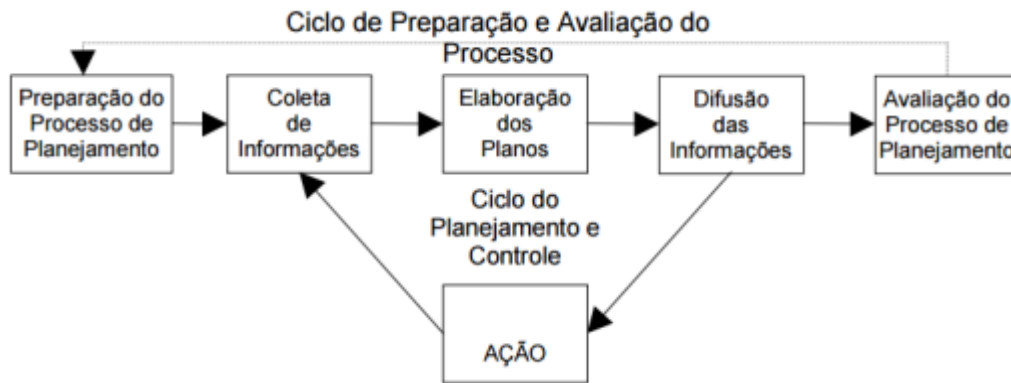 Ciclo de Preparação e Avaliação do
Processo
Preparação do
Processo de
Planejamento
Coleta
de
Informações
Elaboração
dos
Planos
Difusão
das
Informações
Avaliação do
Processo de
Planejamento
Ciclo do
Planejamento e
Controle
AÇÃO